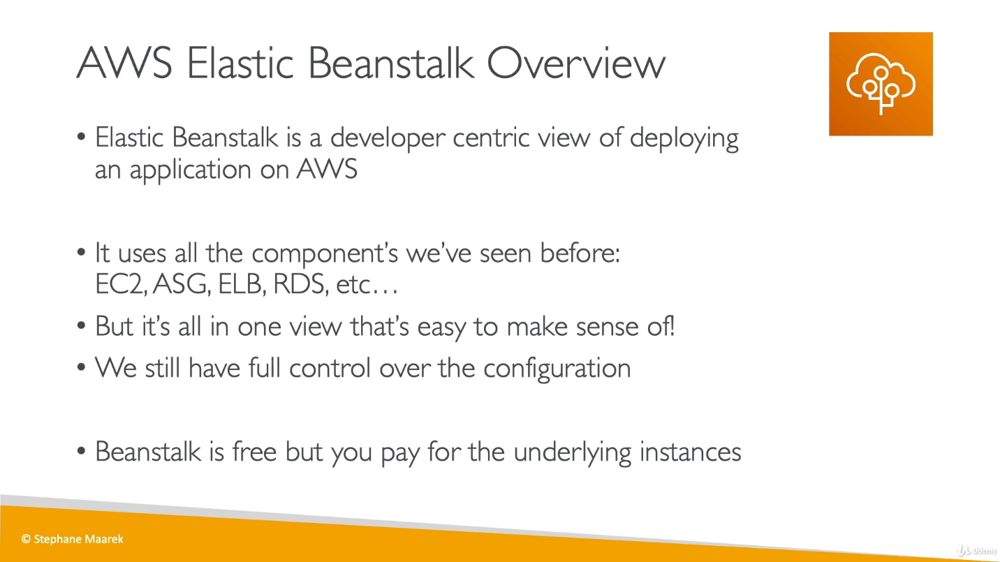 AWS Elastic Beanstalk Overview
• Elastic Beanstalk is a developer centric view of deploying
an application on AWS
• It uses all the component’s we’ve seen before:
EC2, ASG, ELB, RDS, etc…
• But it’s all in one view that’s easy to make sense of!
• We still have full control over the configuration
• Beanstalk is free but you pay for the underlying instances
© Stephane Maarek
Udemy